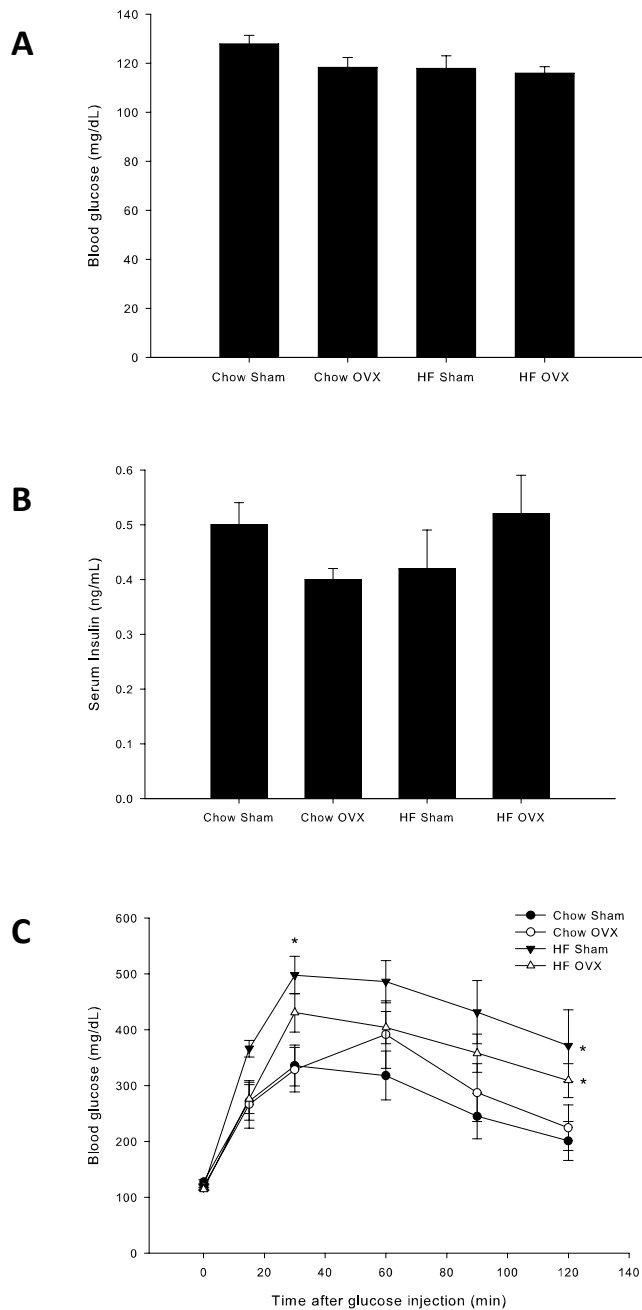 A
140
120
100
80
60
40
20
0
Blood glucose (mg/dL)
Chow Sham Chow OVX HF Sham HF OVX
B
0.6
0.5
0.4
0.3
0.2
0.1
0.0
Serum Insulin (ng/mL)
Chow Sham Chow OVX HF Sham HF OVX
C
600
500
400
300
200
100
0
Blood glucose (mg/dL)
*
Chow Sham
Chow OVX
HF Sham
HF OVX
*
*
0 20 40 60 80 100 120 140
Time after glucose injection (min)